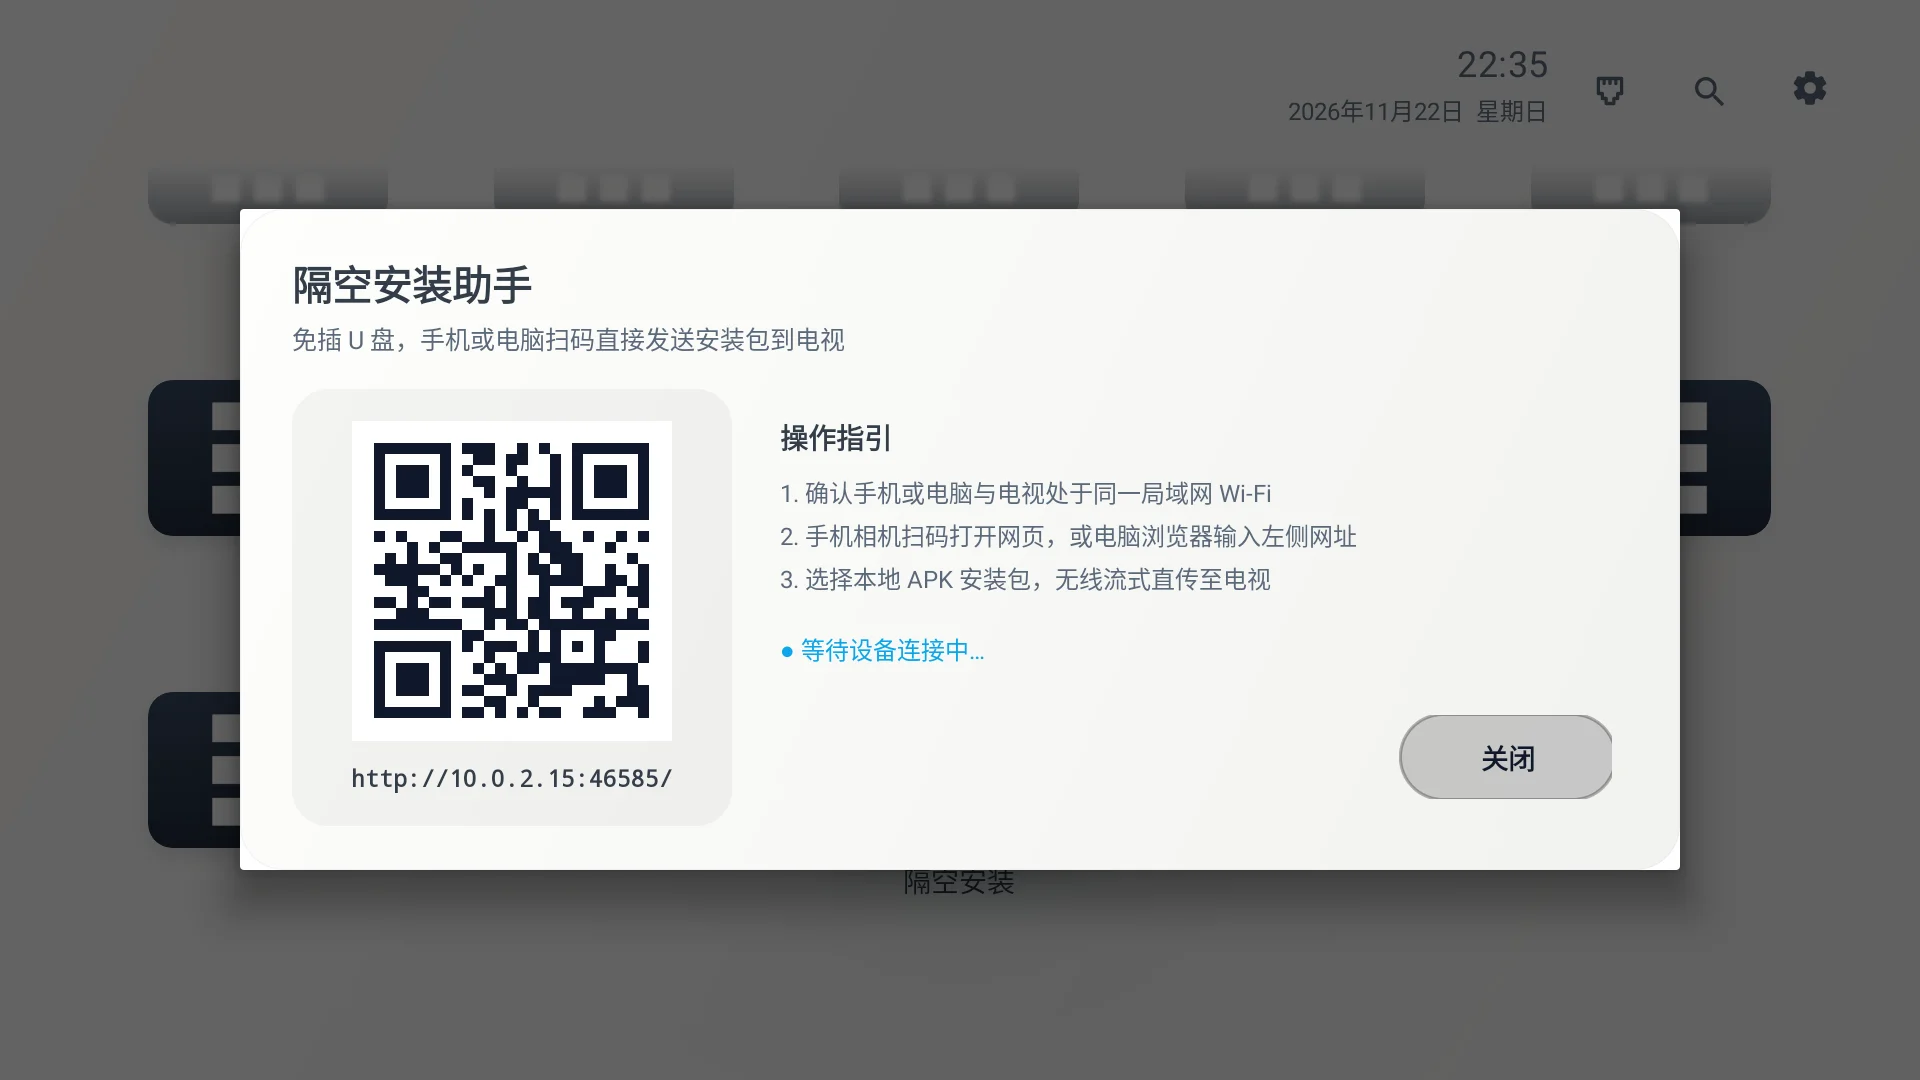 22:35
2026年11月22日 星期日
隔空安装助手
免插 U 盘，手机或电脑扫码直接发送安装包到电视
http://10.0.2.15:46585/
操作指引
1. 确认手机或电脑与电视处于同一局域网 Wi-Fi
2. 手机相机扫码打开网页，或电脑浏览器输入左侧网址
3. 选择本地 APK 安装包，无线流式直传至电视
● 等待设备连接中...
关闭
隔空安装